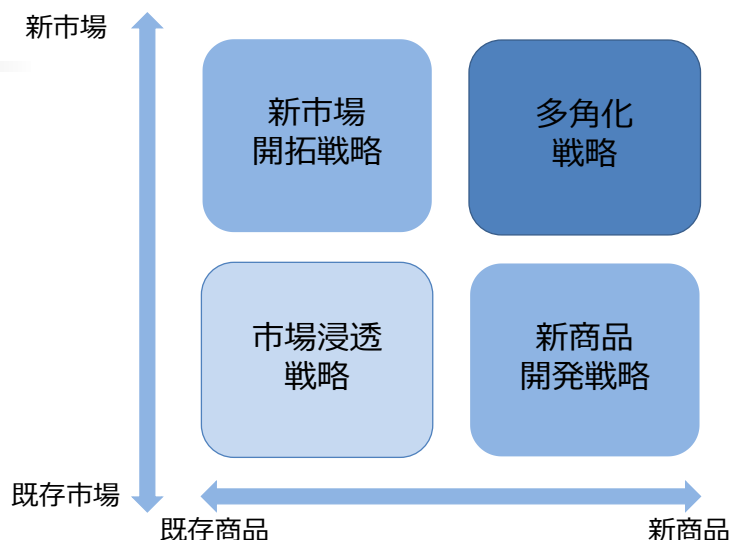 新市場
新市場
開拓戦略
多角化
戦略
市場浸透
戦略
新商品
開発戦略
既存市場
既存商品
新商品